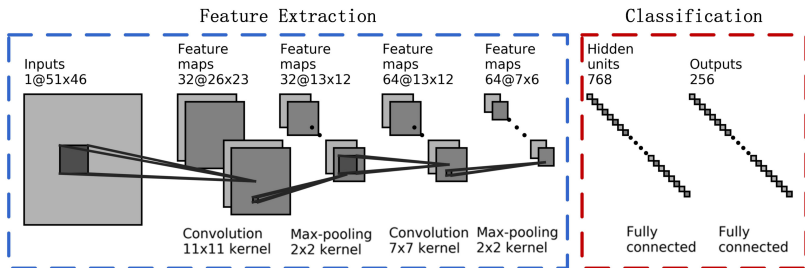 Feature Extraction
Classification
Inputs
1@51x46
Feature
maps
32@26x23
Feature
maps
32@13x12
Feature
maps
64@13x12
Feature
maps
64@7x6
Hidden
units
768
Outputs
256
Convolution
11x11 kernel
Max-pooling
2x2 kernel
Convolution
7x7 kernel
Max-pooling
2x2 kernel
Fully
connected
Fully
connected